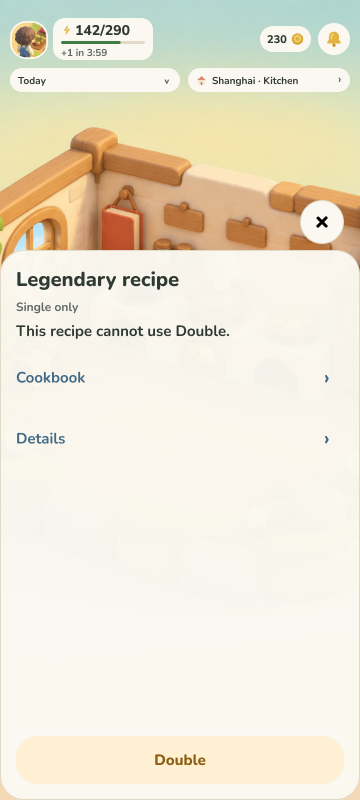 142/290
+1 in 3:59
230
Today
Shanghai · Kitchen
Legendary recipe
Single only
This recipe cannot use Double.
Cookbook
Details
Double